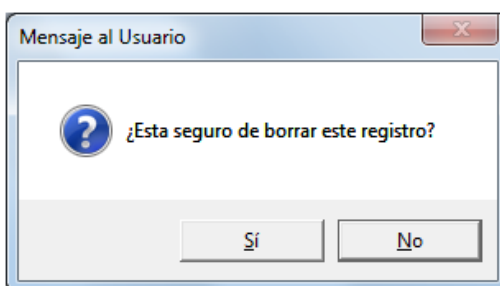 Mensaje al Usuario
¿Esta seguro de borrar este registro?
Sí No